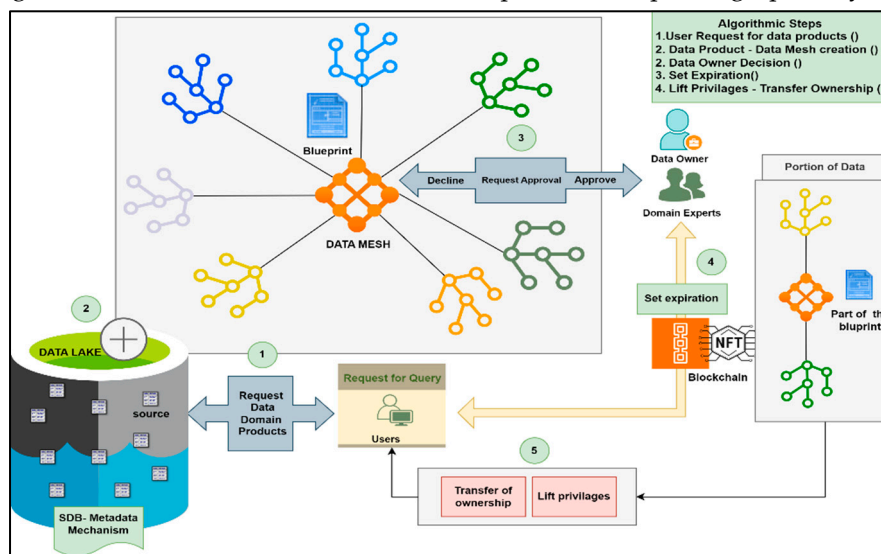 Algorithmic Steps
1.User Request for data products ()
2. Data Product - Data Mesh creation ()
2. Data Owner Decision ()
3. Set Expiration()
4. Lift Privilages - Transfer Ownership (
Blueprint
3
Data Owner
Decline
Request Approval
Approve
Domain Experts
DATA MESH
Portion of Data
Part of th
bluprint
4
Set expiration
NFT
Blockchain
2
DATA LAKE
source
SDB- Metadata
Mechanism
1
Request
Data
Domain
Products
Request for Query
Users
5
Transfer of
ownership
Lift privilages